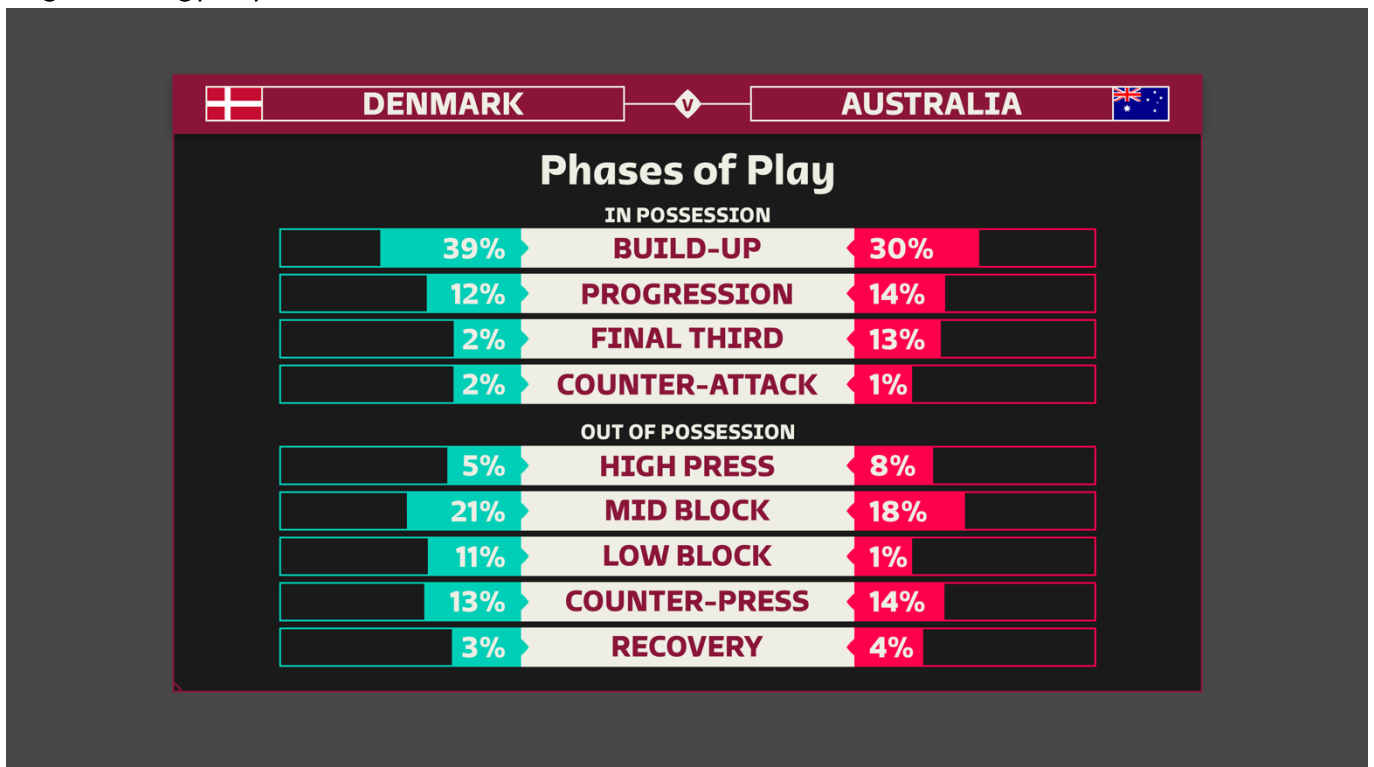 DENMARK V AUSTRALIA
Phases of Play
IN POSSESSION
39% BUILD-UP 30%
12% PROGRESSION 14%
2% FINAL THIRD 13%
2% COUNTER-ATTACK 1%
OUT OF POSSESSION
5% HIGH PRESS 8%
21% MID BLOCK 18%
11% LOW BLOCK 1%
13% COUNTER-PRESS 14%
3% RECOVERY 4%